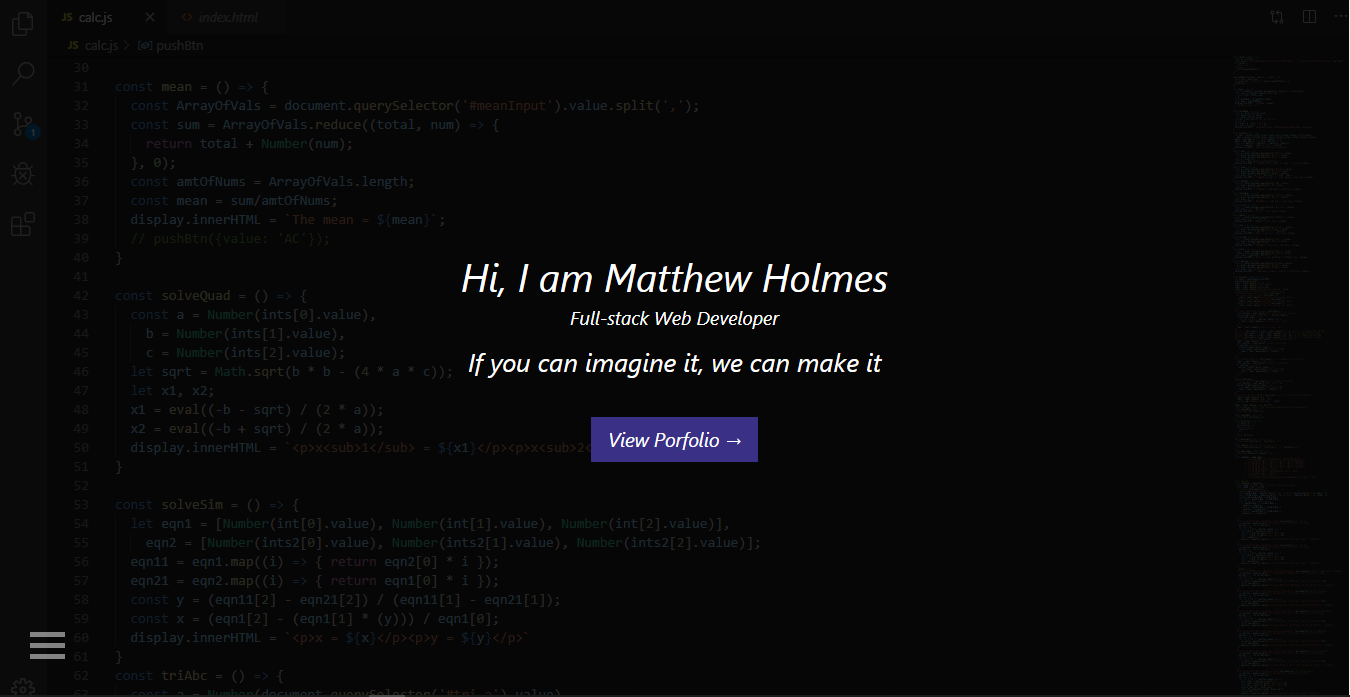 JS calc.js × <> index.html
JS calc.js > pushBtn
30
31 const mean = () => {
32 const ArrayOfVals = document.querySelector('#meanInput').value.split(',');
33 const sum = ArrayOfVals.reduce((total, num) => {
34 return total + Number(num);
35 }, 0);
36 const amtOfNums = ArrayOfVals.length;
37 const mean = sum/amtOfNums;
38 display.innerHTML = `The mean = ${mean}`;
39 // pushBtn({value: 'AC'});
40 }
41
Hi, I am Matthew Holmes
42 const solveQuad = () => {
43 const a = Number(ints[0].value),
Full-stack Web Developer
44 b = Number(ints[1].value),
45 c = Number(ints[2].value);
46 let sqrt = Math.sqrt(b * b - (4 * a * c));
If you can imagine it, we can make it
47 let x1, x2;
48 x1 = eval((-b - sqrt) / (2 * a));
49 x2 = eval((-b + sqrt) / (2 * a));
50 display.innerHTML = `<p>x<sub>1</sub> = ${x1}</p><p>x<sub>2<
View Porfolio →
51 }
52
53 const solveSim = () => {
54 let eqn1 = [Number(int[0].value), Number(int[1].value), Number(int[2].value)],
55 eqn2 = [Number(ints2[0].value), Number(ints2[1].value), Number(ints2[2].value)];
56 eqn11 = eqn1.map((i) => { return eqn2[0] * i });
57 eqn21 = eqn2.map((i) => { return eqn1[0] * i });
58 const y = (eqn11[2] - eqn21[2]) / (eqn11[1] - eqn21[1]);
59 const x = (eqn1[2] - (eqn1[1] * (y))) / eqn1[0];
60 display.innerHTML = `<p>x = ${x}</p><p>y = ${y}</p>`
61 }
62 const triAbc = () => {
63 const a = Number(document.querySelector('#tri a').value)